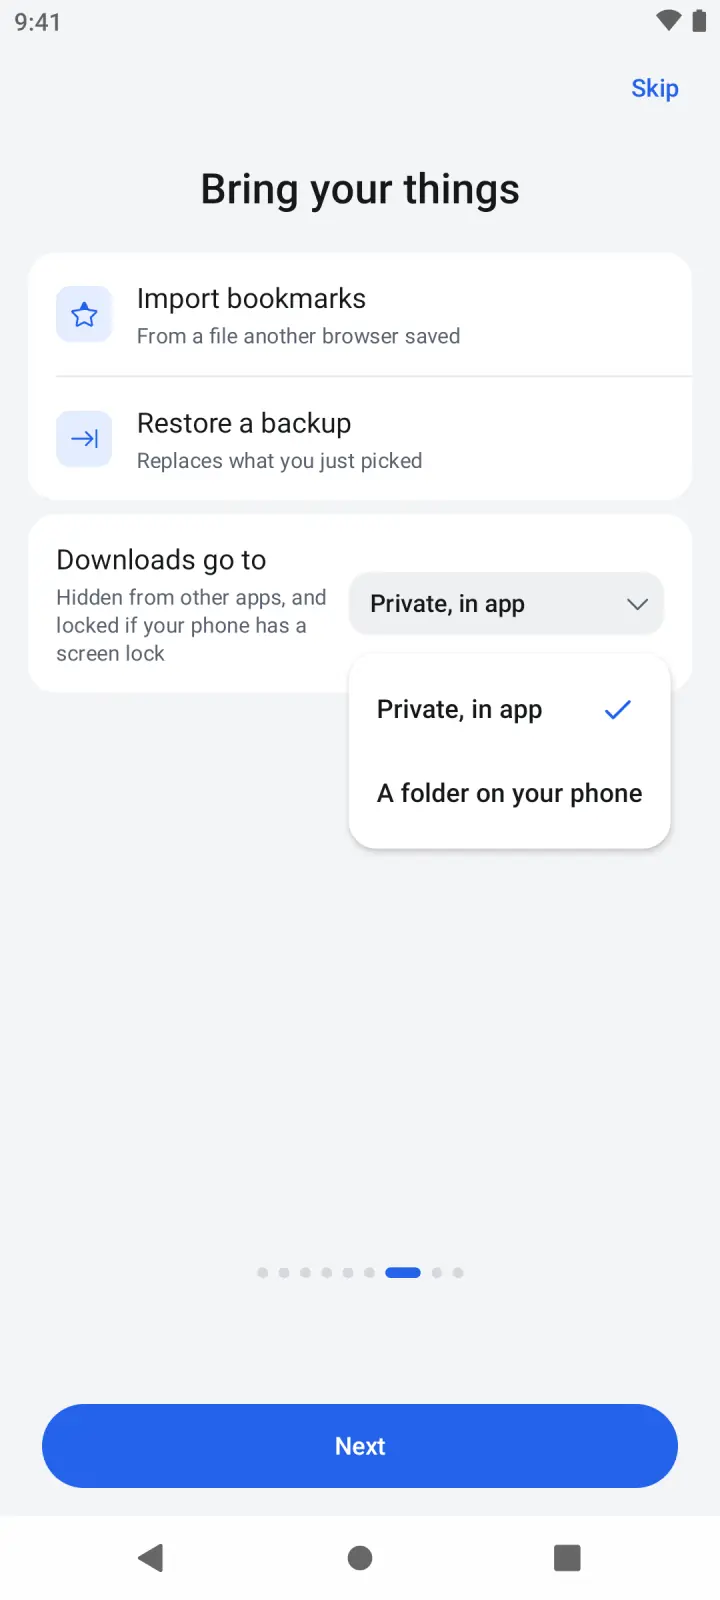 9:41
Skip
Bring your things
Import bookmarks
From a file another browser saved
Restore a backup
Replaces what you just picked
Downloads go to
Hidden from other apps, and
locked if your phone has a
screen lock
Private, in app
Private, in app
A folder on your phone
Next